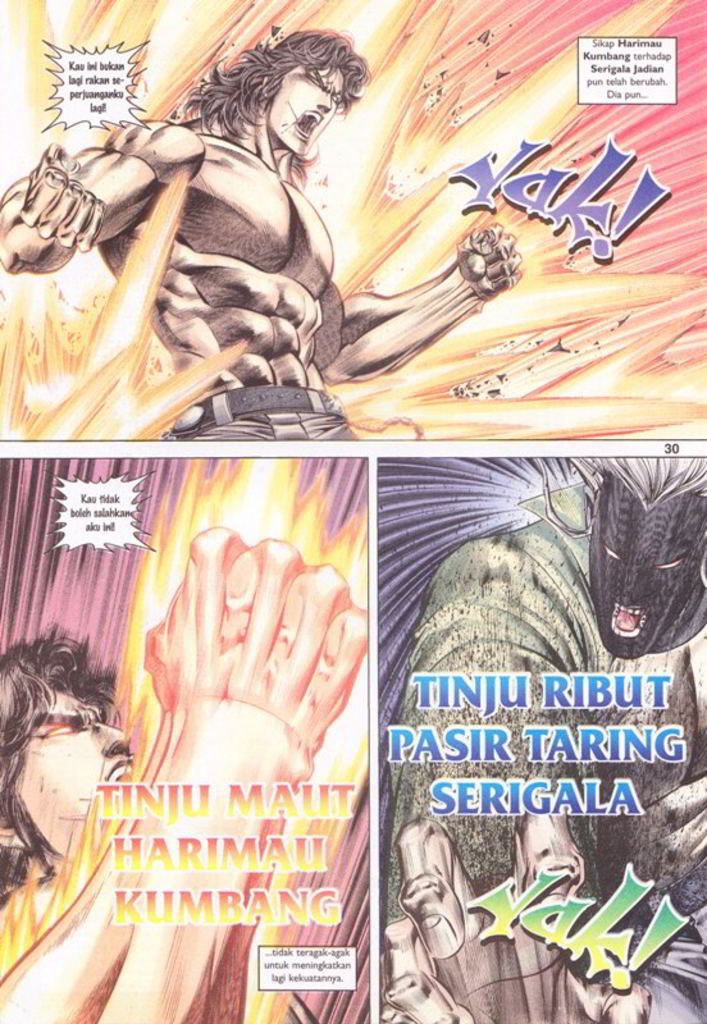 Kau ini bukan
lagi rakan se-
perjuanganku
lagi!
Sikap Harimau
Kumbang terhadap
Serigala Jadian
pun telah berubah.
Dia pun...
Yak!
30
Kau tidak
boleh salahkan
aku ini!
TINJU MAUT
HARIMAU
KUMBANG
...tidak teragak-agak
untuk meningkatkan
lagi kekuatannya.
TINJU RIBUT
PASIR TARING
SERIGALA
Yak!